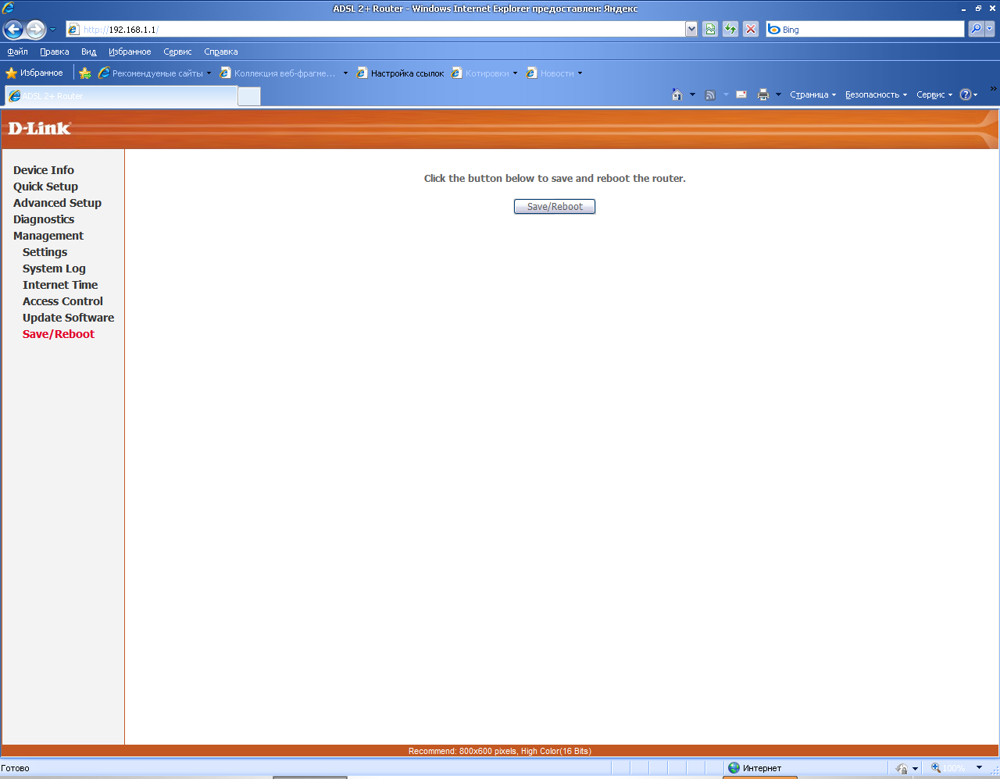 ADSL 2+ Router - Windows Internet Explorer предоставлен: Яндекс
http://192.168.1.1/
Bing
Файл Правка Вид Избранное Сервис Справка
Избранное Рекомендуемые сайты Коллекция веб-фрагме... Настройка ссылок Котировки Новости
ADSL 2+ Router
Страница Безопасность Сервис
D-Link
Device Info
Quick Setup
Advanced Setup
Diagnostics
Management
Settings
System Log
Internet Time
Access Control
Update Software
Save/Reboot
Click the button below to save and reboot the router.
Save/Reboot
Recommend: 800x600 pixels, High Color(16 Bits)
Готово
Интернет
100%